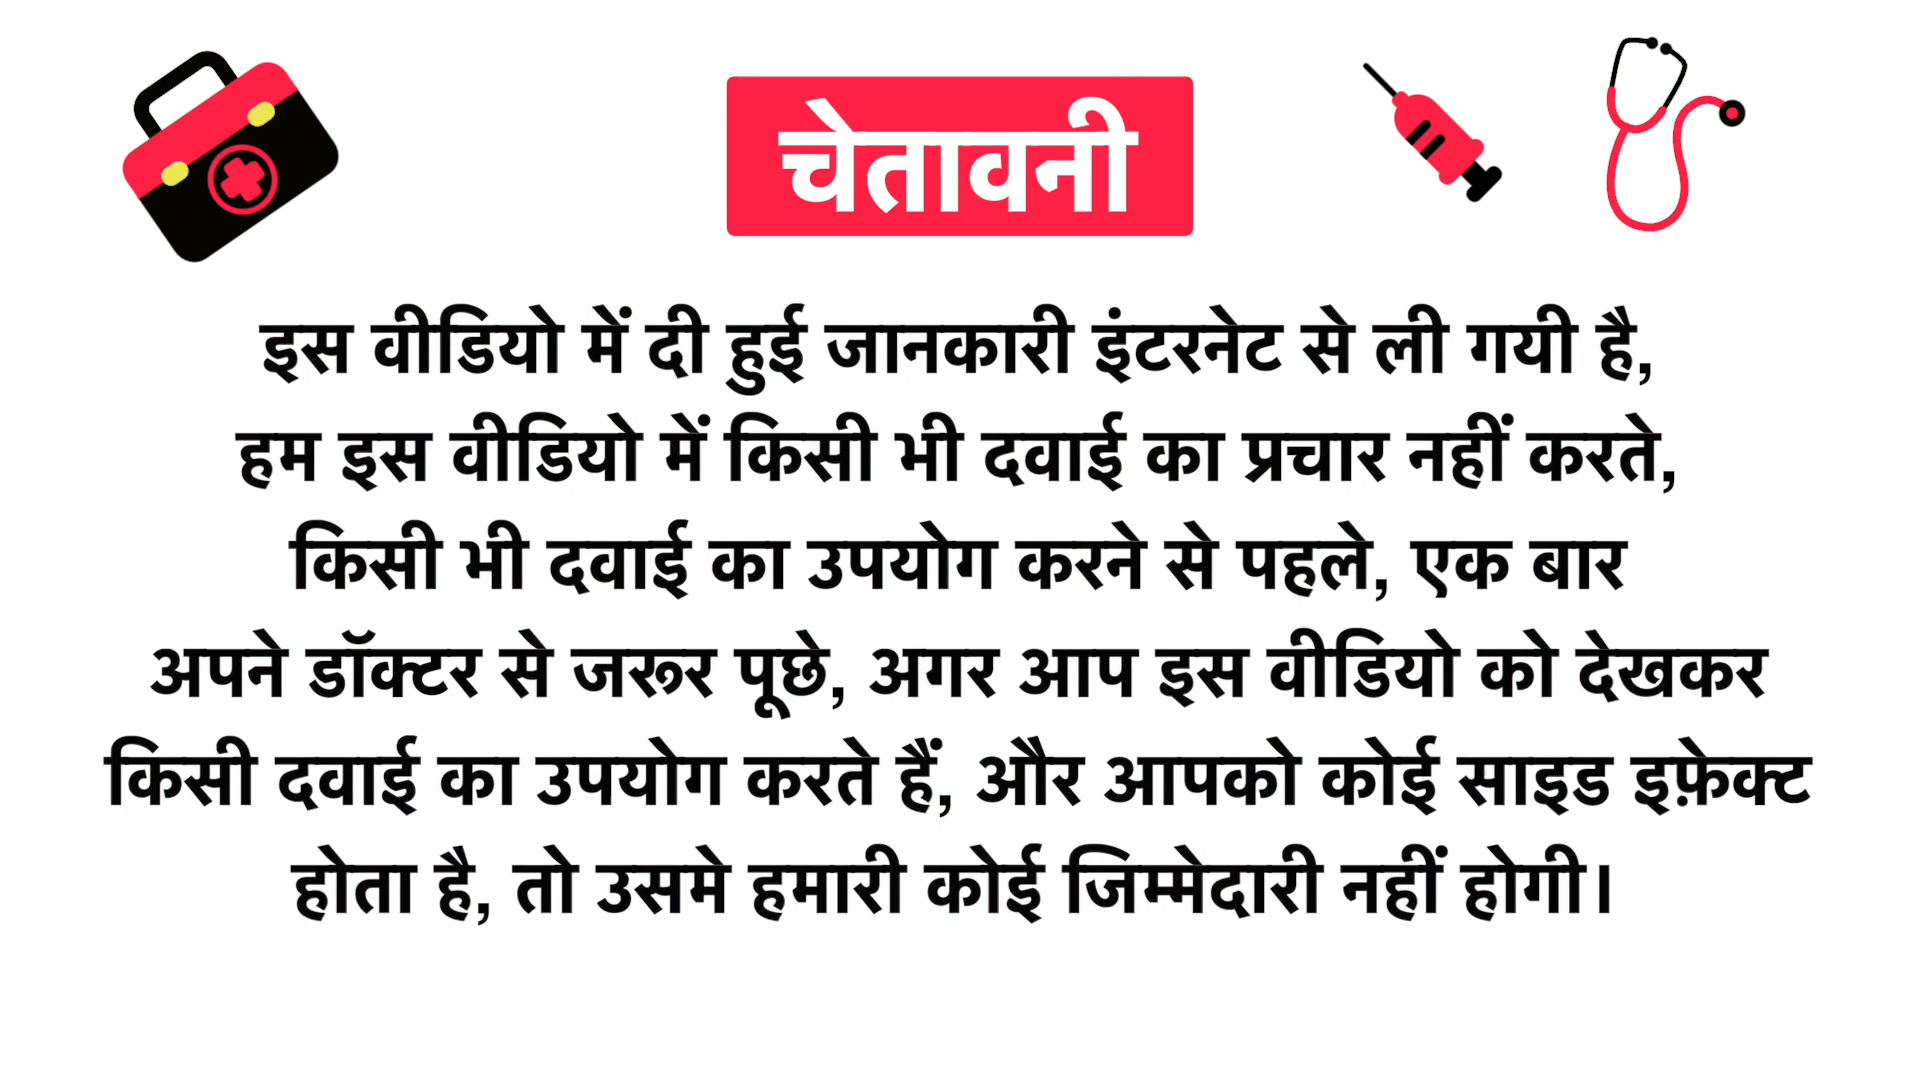 चेतावनी
इस वीडियो में दी हुई जानकारी इंटरनेट से ली गयी है,
हम इस वीडियो में किसी भी दवाई का प्रचार नहीं करते,
किसी भी दवाई का उपयोग करने से पहले, एक बार
अपने डॉक्टर से जरूर पूछे, अगर आप इस वीडियो को देखकर
किसी दवाई का उपयोग करते हैं, और आपको कोई साइड इफ़ेक्ट
होता है, तो उसमे हमारी कोई जिम्मेदारी नहीं होगी।